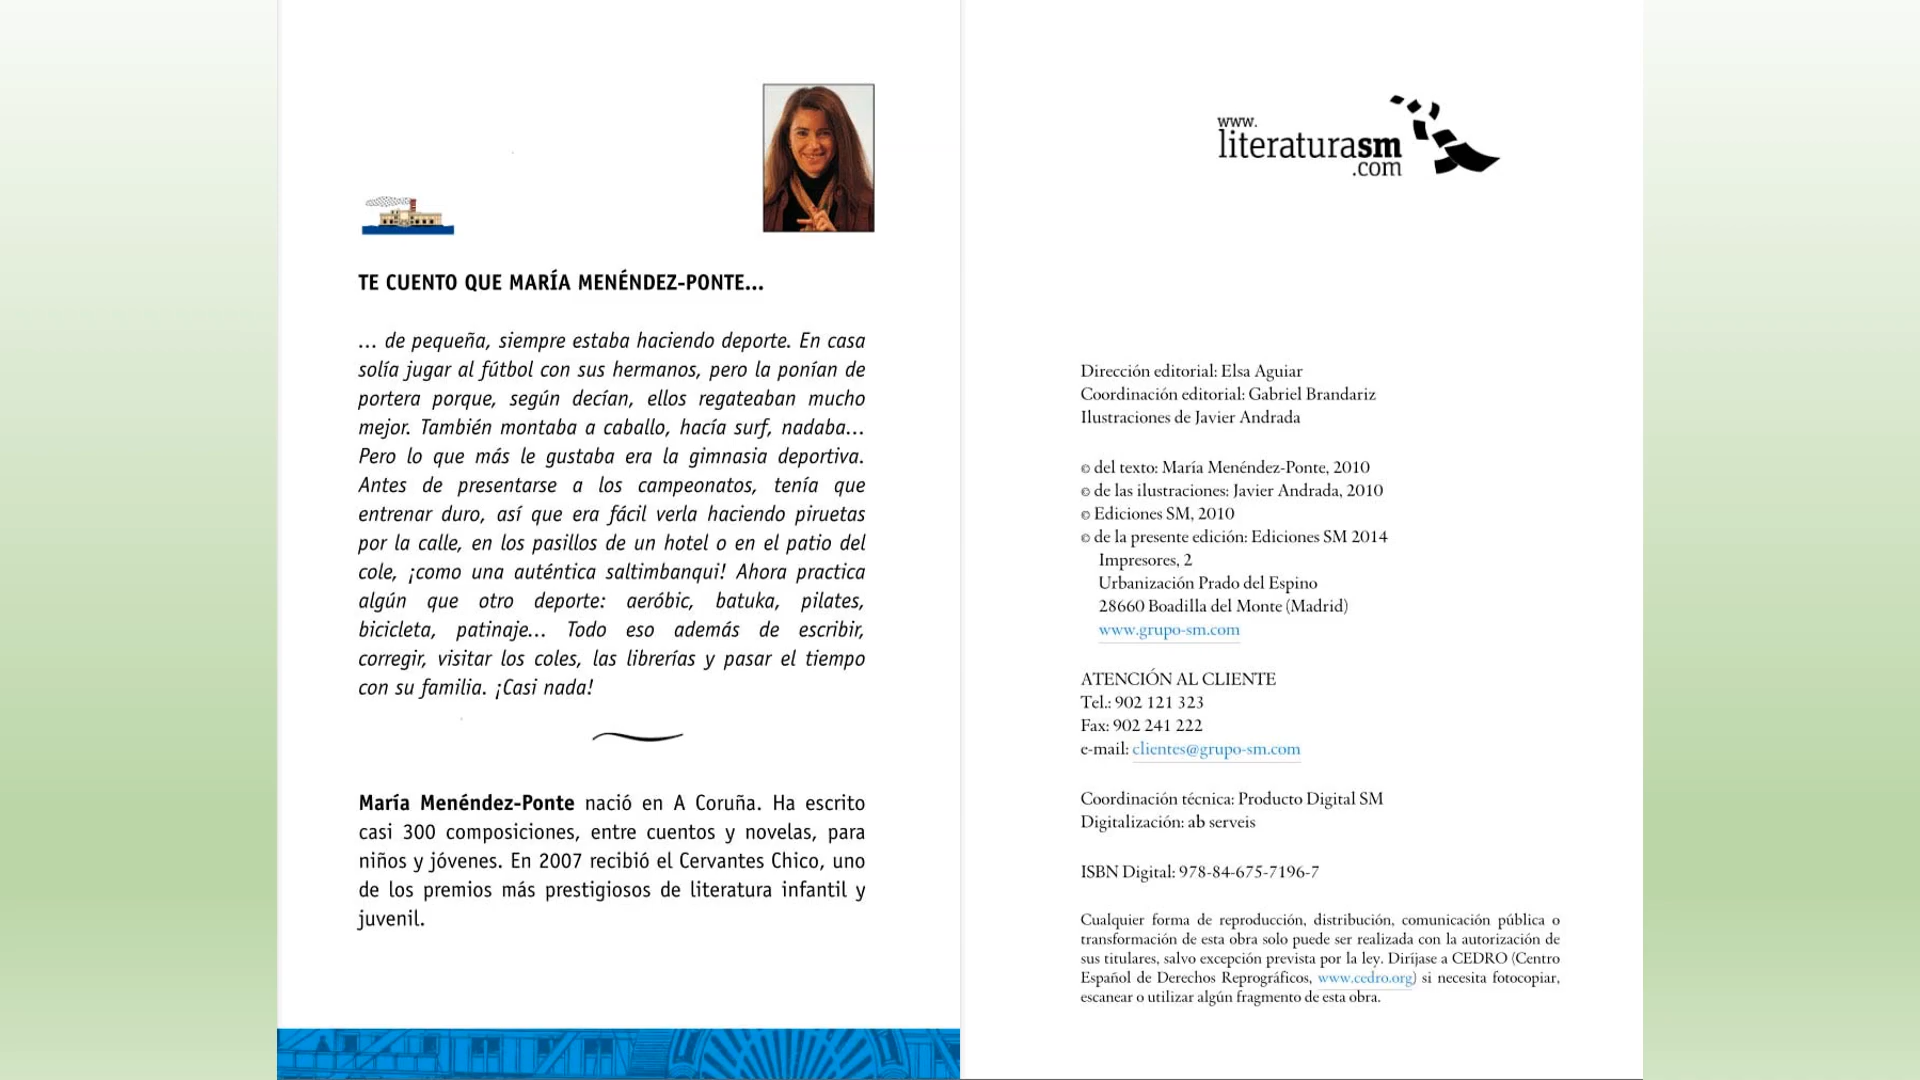 TE CUENTO QUE MARÍA MENÉNDEZ-PONTE...
... de pequeña, siempre estaba haciendo deporte. En casa
solía jugar al fútbol con sus hermanos, pero la ponían de
portera porque, según decían, ellos regateaban mucho
mejor. También montaba a caballo, hacía surf, nadaba...
Pero lo que más le gustaba era la gimnasia deportiva.
Antes de presentarse a los campeonatos, tenía que
entrenar duro, así que era fácil verla haciendo piruetas
por la calle, en los pasillos de un hotel o en el patio del
cole, ¡como una auténtica saltimbanqui! Ahora practica
algún que otro deporte: aeróbic, batuka, pilates,
bicicleta, patinaje... Todo eso además de escribir,
corregir, visitar los coles, las librerías y pasar el tiempo
con su familia. ¡Casi nada!
María Menéndez-Ponte nació en A Coruña. Ha escrito
casi 300 composiciones, entre cuentos y novelas, para
niños y jóvenes. En 2007 recibió el Cervantes Chico, uno
de los premios más prestigiosos de literatura infantil y
juvenil.
www.
literaturasm
.com
Dirección editorial: Elsa Aguiar
Coordinación editorial: Gabriel Brandariz
Ilustraciones de Javier Andrada
© del texto: María Menéndez-Ponte, 2010
© de las ilustraciones: Javier Andrada, 2010
© Ediciones SM, 2010
© de la presente edición: Ediciones SM 2014
Impresores, 2
Urbanización Prado del Espino
28660 Boadilla del Monte (Madrid)
www.grupo-sm.com
ATENCIÓN AL CLIENTE
Tel.: 902 121 323
Fax: 902 241 222
e-mail: clientes@grupo-sm.com
Coordinación técnica: Producto Digital SM
Digitalización: ab serveis
ISBN Digital: 978-84-675-7196-7
Cualquier forma de reproducción, distribución, comunicación pública o
transformación de esta obra solo puede ser realizada con la autorización de
sus titulares, salvo excepción prevista por la ley. Diríjase a CEDRO (Centro
Español de Derechos Reprográficos, www.cedro.org) si necesita fotocopiar,
escanear o utilizar algún fragmento de esta obra.